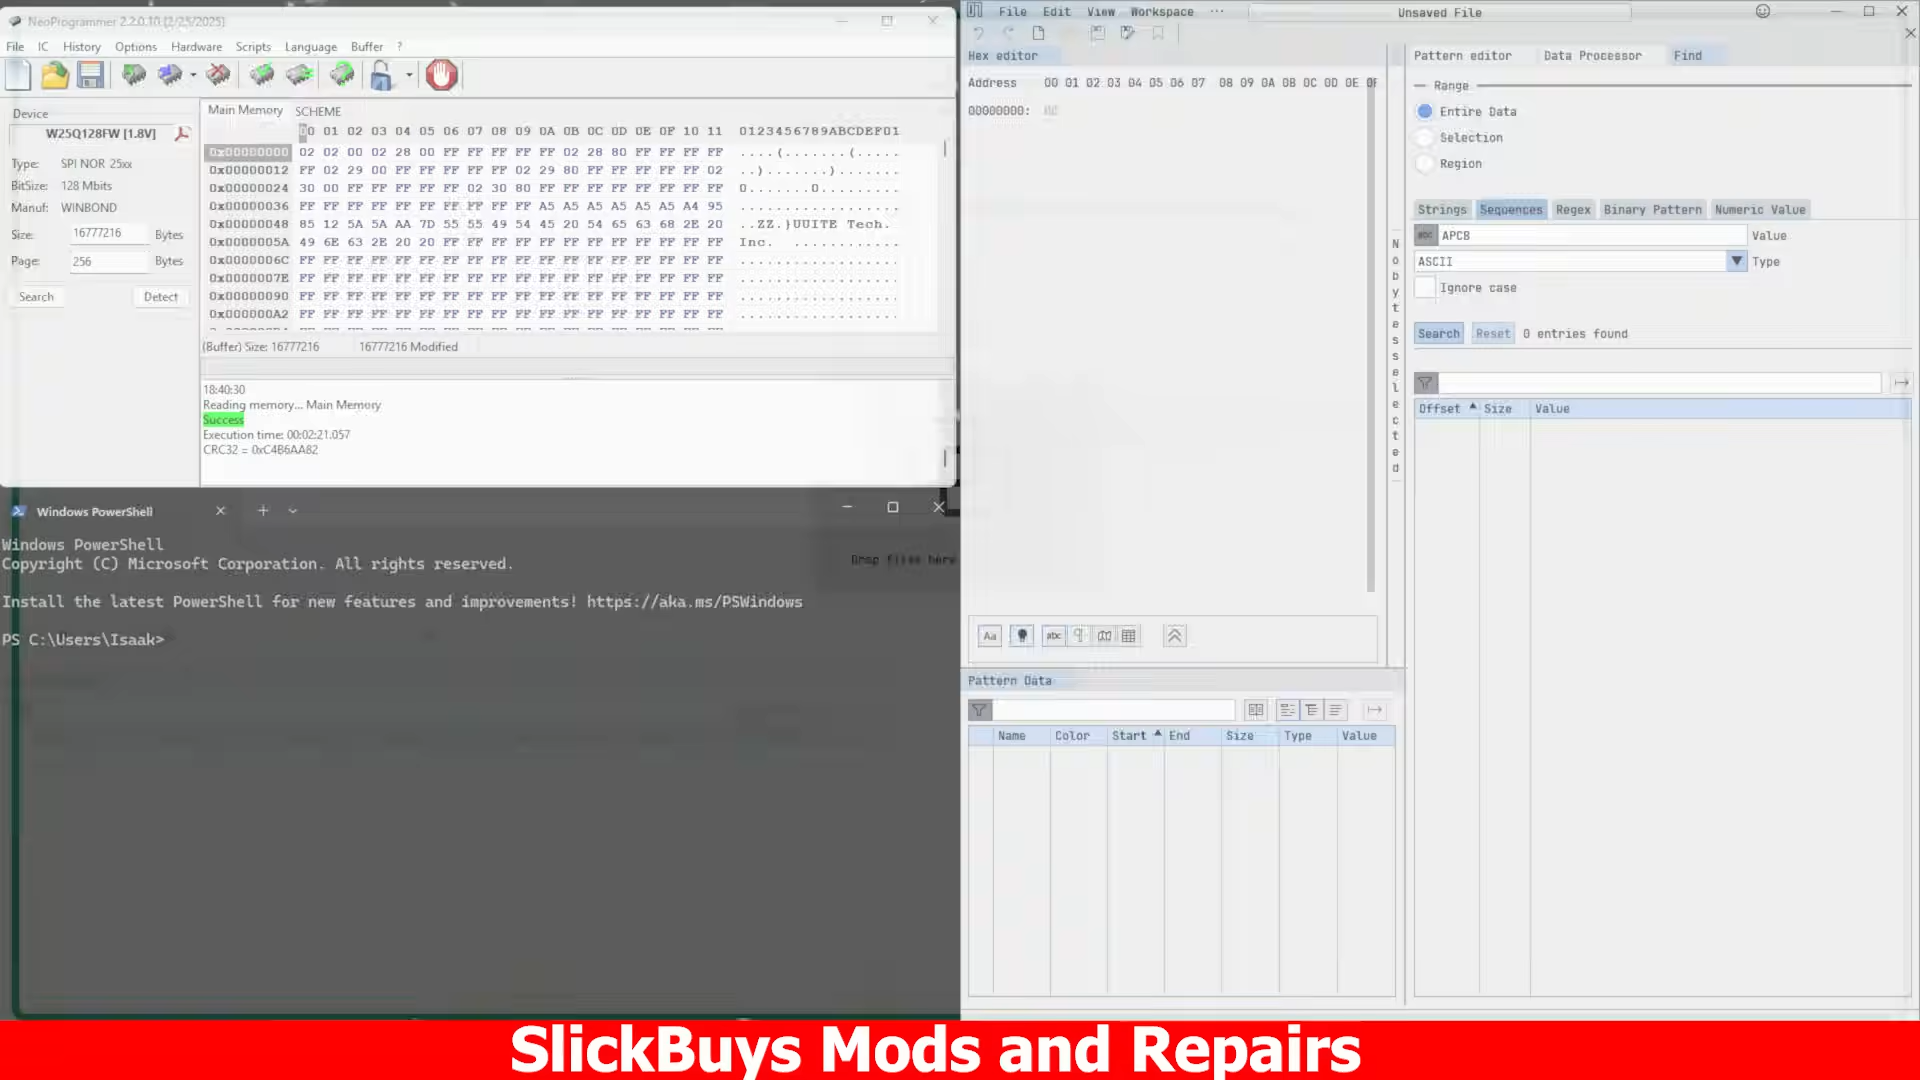 NeoProgrammer 2.2.0.10 [2/25/2025]
File IC History Options Hardware Scripts Language Buffer ?
Device
W25Q128FW [1.8V]
Type: SPI NOR 25xx
BitSize: 128 Mbits
Manuf: WINBOND
Size: 16777216 Bytes
Page: 256 Bytes
Search Detect
Main Memory SCHEME
00 01 02 03 04 05 06 07 08 09 0A 0B 0C 0D 0E 0F 10 11 0123456789ABCDEF01
0x00000000 02 02 00 02 28 00 FF FF FF FF FF 02 28 80 FF FF FF FF ....(.......(.....
0x00000012 FF 02 29 00 FF FF FF FF FF 02 29 80 FF FF FF FF FF 02 ..).......).......
0x00000024 30 00 FF FF FF FF FF 02 30 80 FF FF FF FF FF FF FF FF 0.......0.........
0x00000036 FF FF FF FF FF FF FF FF FF FF A5 A5 A5 A5 A5 A5 A4 95 ..................
0x00000048 85 12 5A 5A AA 7D 55 55 49 54 45 20 54 65 63 68 2E 20 ..ZZ.}UUITE Tech.
0x0000005A 49 6E 63 2E 20 20 FF FF FF FF FF FF FF FF FF FF FF FF Inc. ............
0x0000006C FF FF FF FF FF FF FF FF FF FF FF FF FF FF FF FF FF FF ..................
0x0000007E FF FF FF FF FF FF FF FF FF FF FF FF FF FF FF FF FF FF ..................
0x00000090 FF FF FF FF FF FF FF FF FF FF FF FF FF FF FF FF FF FF ..................
0x000000A2 FF FF FF FF FF FF FF FF FF FF FF FF FF FF FF FF FF FF ..................
(Buffer) Size: 16777216 16777216 Modified
18:40:30
Reading memory... Main Memory
Success
Execution time: 00:02:21.057
CRC32 = 0xC4B6AA82
Windows PowerShell
Windows PowerShell
Copyright (C) Microsoft Corporation. All rights reserved.
Install the latest PowerShell for new features and improvements! https://aka.ms/PSWindows
PS C:\Users\Isaak>
Drop files here
File Edit View Workspace ... Unsaved File
Hex editor
Address 00 01 02 03 04 05 06 07 08 09 0A 0B 0C 0D 0E 0F
00000000:
No bytes selected
Pattern Data
Name Color Start End Size Type Value
Pattern editor Data Processor Find
Range
Entire Data
Selection
Region
Strings Sequences Regex Binary Pattern Numeric Value
APCB Value
ASCII Type
Ignore case
Search Reset 0 entries found
Offset Size Value
SlickBuys Mods and Repairs